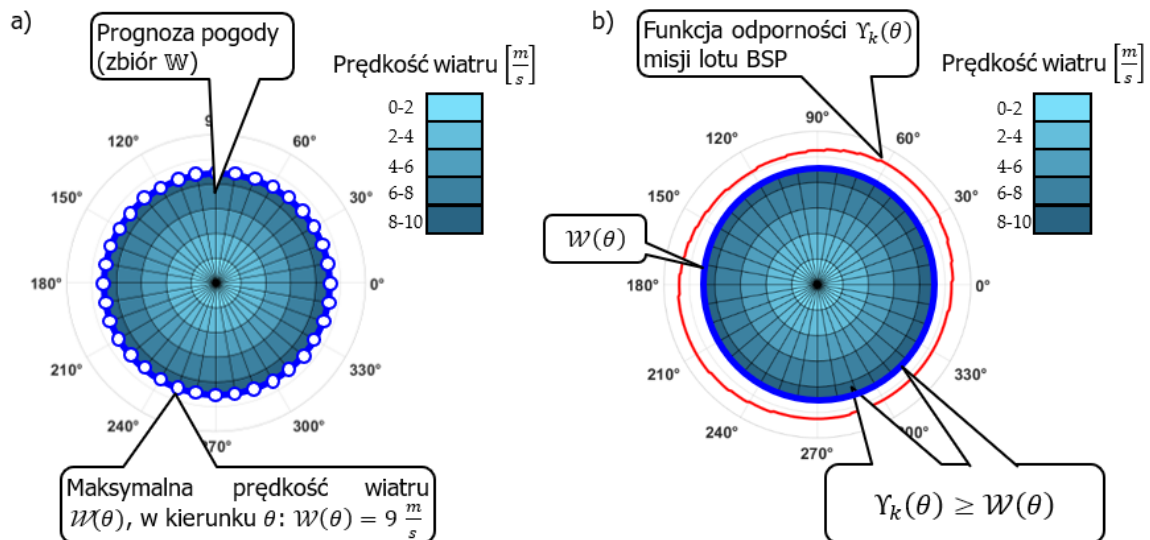 a)
Prognoza pogody
(zbiór 𝕎)
Prędkość wiatru [m/s]
0-2
2-4
4-6
6-8
8-10
9
120°
60°
150°
30°
180°
0°
210°
330°
240°
270°
Maksymalna prędkość wiatru
𝒲(θ), w kierunku θ: 𝒲(θ) = 9 m/s
b)
Funkcja odporności ϒₖ(θ)
misji lotu BSP
Prędkość wiatru [m/s]
0-2
2-4
4-6
6-8
8-10
90°
120°
60°
150°
30°
𝒲(θ)
180°
0°
210°
330°
240°
300°
270°
ϒₖ(θ) ≥ 𝒲(θ)